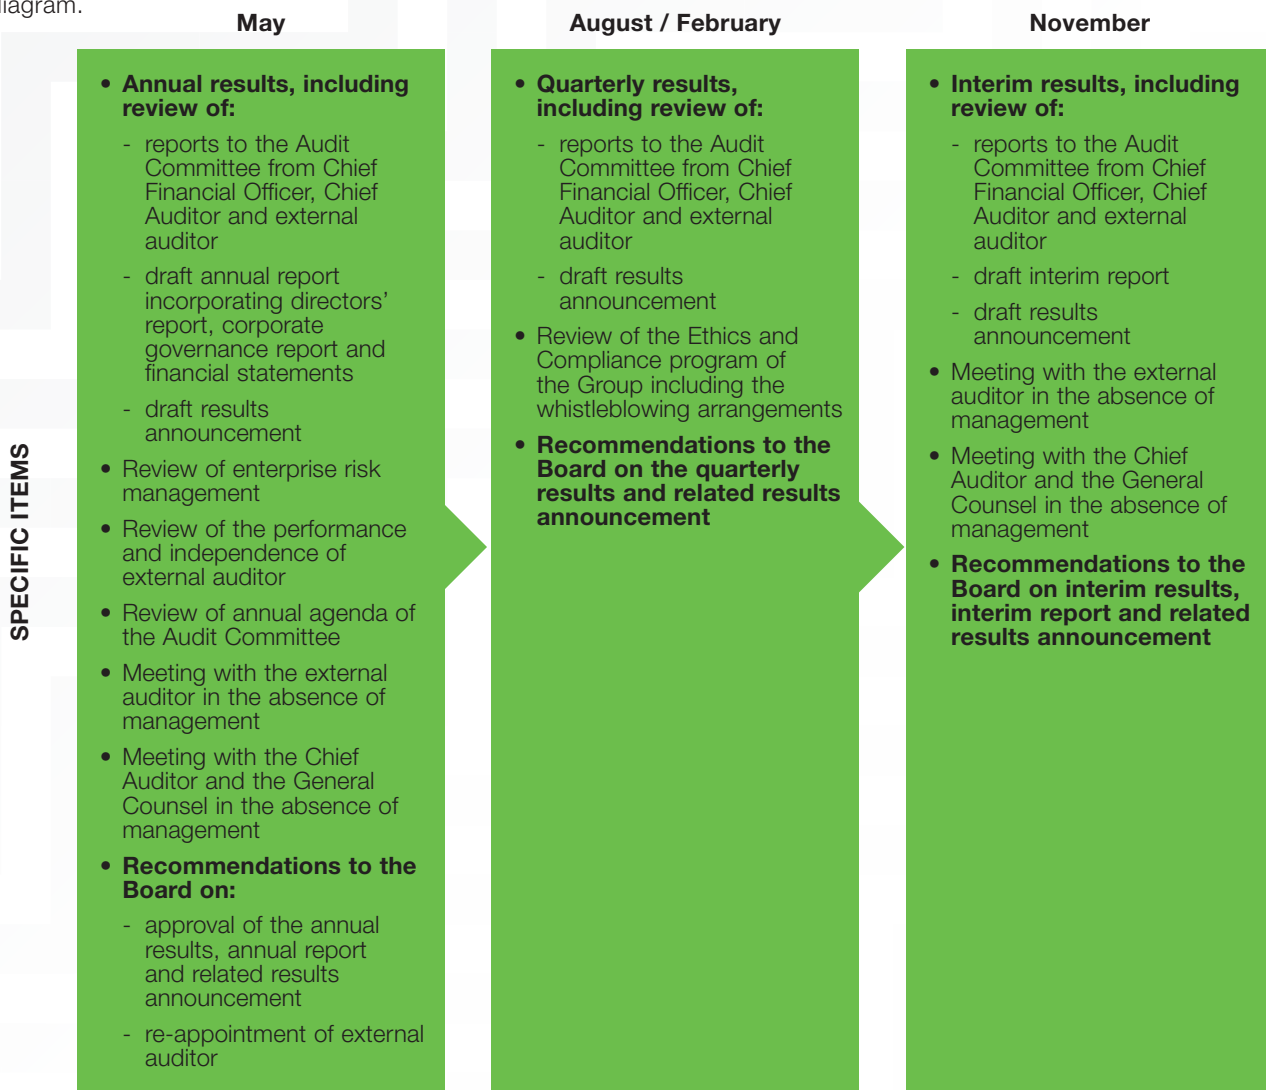 diagram.
May
August / February
November
SPECIFIC ITEMS
• Annual results, including
review of:
- reports to the Audit
Committee from Chief
Financial Officer, Chief
Auditor and external
auditor
- draft annual report
incorporating directors’
report, corporate
governance report and
financial statements
- draft results
announcement
• Review of enterprise risk
management
• Review of the performance
and independence of
external auditor
• Review of annual agenda of
the Audit Committee
• Meeting with the external
auditor in the absence of
management
• Meeting with the Chief
Auditor and the General
Counsel in the absence of
management
• Recommendations to the
Board on:
- approval of the annual
results, annual report
and related results
announcement
- re-appointment of external
auditor
• Quarterly results,
including review of:
- reports to the Audit
Committee from Chief
Financial Officer, Chief
Auditor and external
auditor
- draft results
announcement
• Review of the Ethics and
Compliance program of
the Group including the
whistleblowing arrangements
• Recommendations to the
Board on the quarterly
results and related results
announcement
• Interim results, including
review of:
- reports to the Audit
Committee from Chief
Financial Officer, Chief
Auditor and external
auditor
- draft interim report
- draft results
announcement
• Meeting with the external
auditor in the absence of
management
• Meeting with the Chief
Auditor and the General
Counsel in the absence of
management
• Recommendations to the
Board on interim results,
interim report and related
results announcement